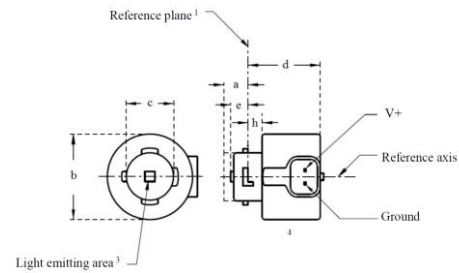 Reference plane 1
d
a
e
c
h
V+
Reference axis
b
Ground
4
Light emitting area 3